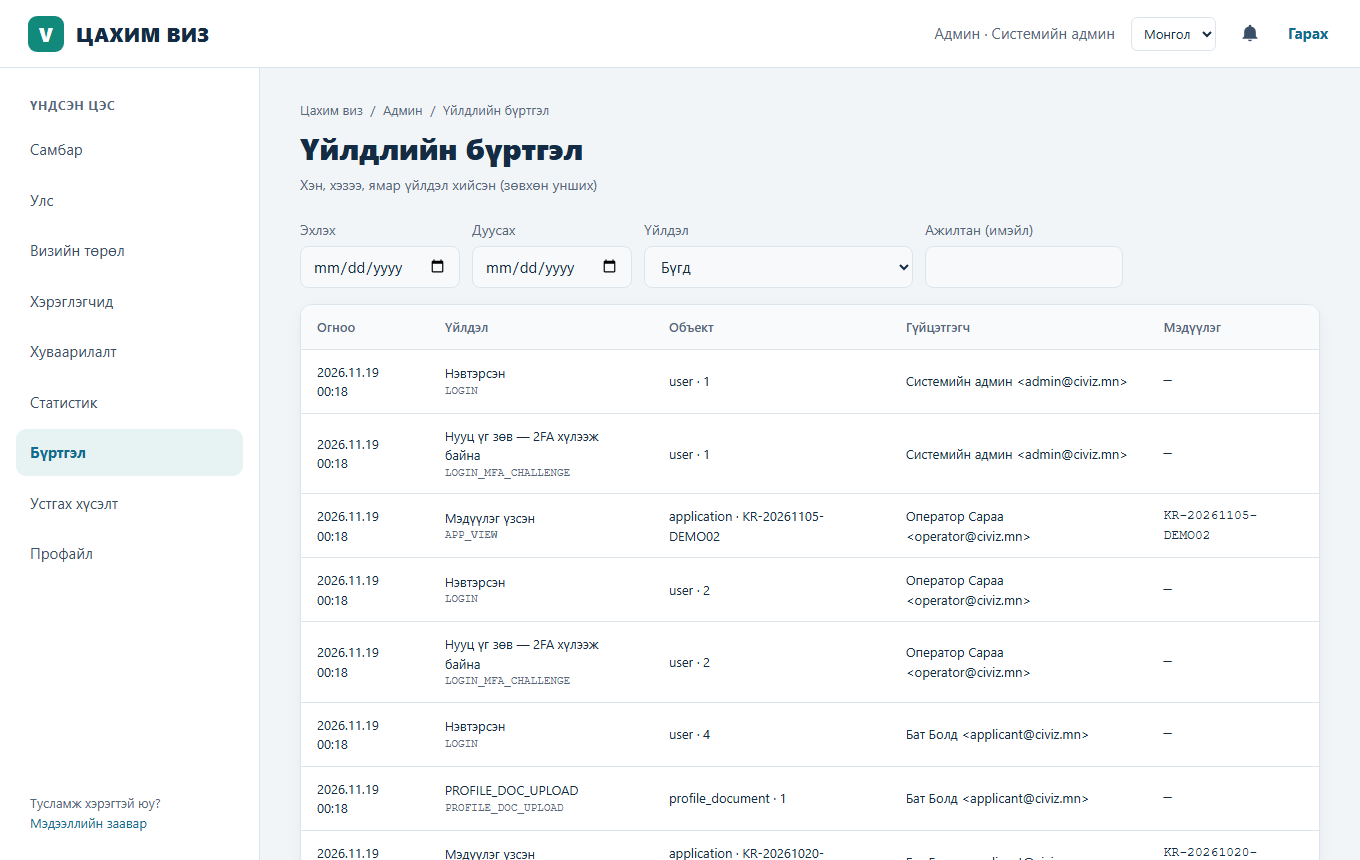 V ЦАХИМ ВИЗ
Админ · Системийн админ Монгол Гарах
ҮНДСЭН ЦЭС
Самбар
Улс
Визийн төрөл
Хэрэглэгчид
Хуваарилалт
Статистик
Бүртгэл
Устгах хүсэлт
Профайл
Тусламж хэрэгтэй юу?
Мэдээллийн заавар
Цахим виз / Админ / Үйлдлийн бүртгэл
Үйлдлийн бүртгэл
Хэн, хэзээ, ямар үйлдэл хийсэн (зөвхөн унших)
Эхлэх Дуусах Үйлдэл Ажилтан (имэйл)
mm/dd/yyyy mm/dd/yyyy Бүгд
Огноо Үйлдэл Объект Гүйцэтгэгч Мэдүүлэг
2026.11.19 Нэвтэрсэн
00:18 LOGIN user · 1 Системийн админ <admin@civiz.mn> —
2026.11.19 Нууц үг зөв — 2FA хүлээж
00:18 байна user · 1 Системийн админ <admin@civiz.mn> —
LOGIN_MFA_CHALLENGE
2026.11.19 Мэдүүлэг үзсэн application · KR-20261105- Оператор Сараа KR-20261105-
00:18 APP_VIEW DEMO02 <operator@civiz.mn> DEMO02
2026.11.19 Нэвтэрсэн user · 2 Оператор Сараа —
00:18 LOGIN <operator@civiz.mn>
2026.11.19 Нууц үг зөв — 2FA хүлээж Оператор Сараа
00:18 байна user · 2 <operator@civiz.mn> —
LOGIN_MFA_CHALLENGE
2026.11.19 Нэвтэрсэн
00:18 LOGIN user · 4 Бат Болд <applicant@civiz.mn> —
2026.11.19 PROFILE_DOC_UPLOAD
00:18 PROFILE_DOC_UPLOAD profile_document · 1 Бат Болд <applicant@civiz.mn> —
2026.11.19 Мэдүүлэг үзсэн application · KR-20261020- KR-20261020-